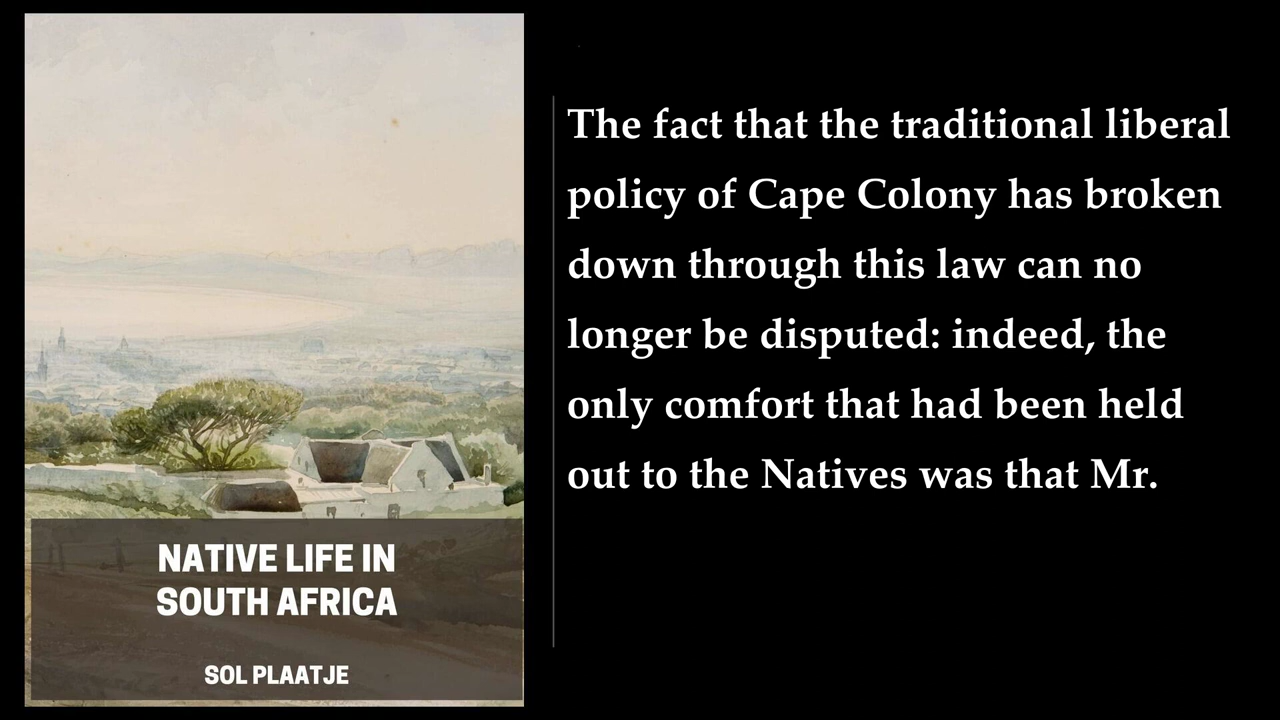 NATIVE LIFE IN
SOUTH AFRICA
SOL PLAATJE
The fact that the traditional liberal
policy of Cape Colony has broken
down through this law can no
longer be disputed: indeed, the
only comfort that had been held
out to the Natives was that Mr.